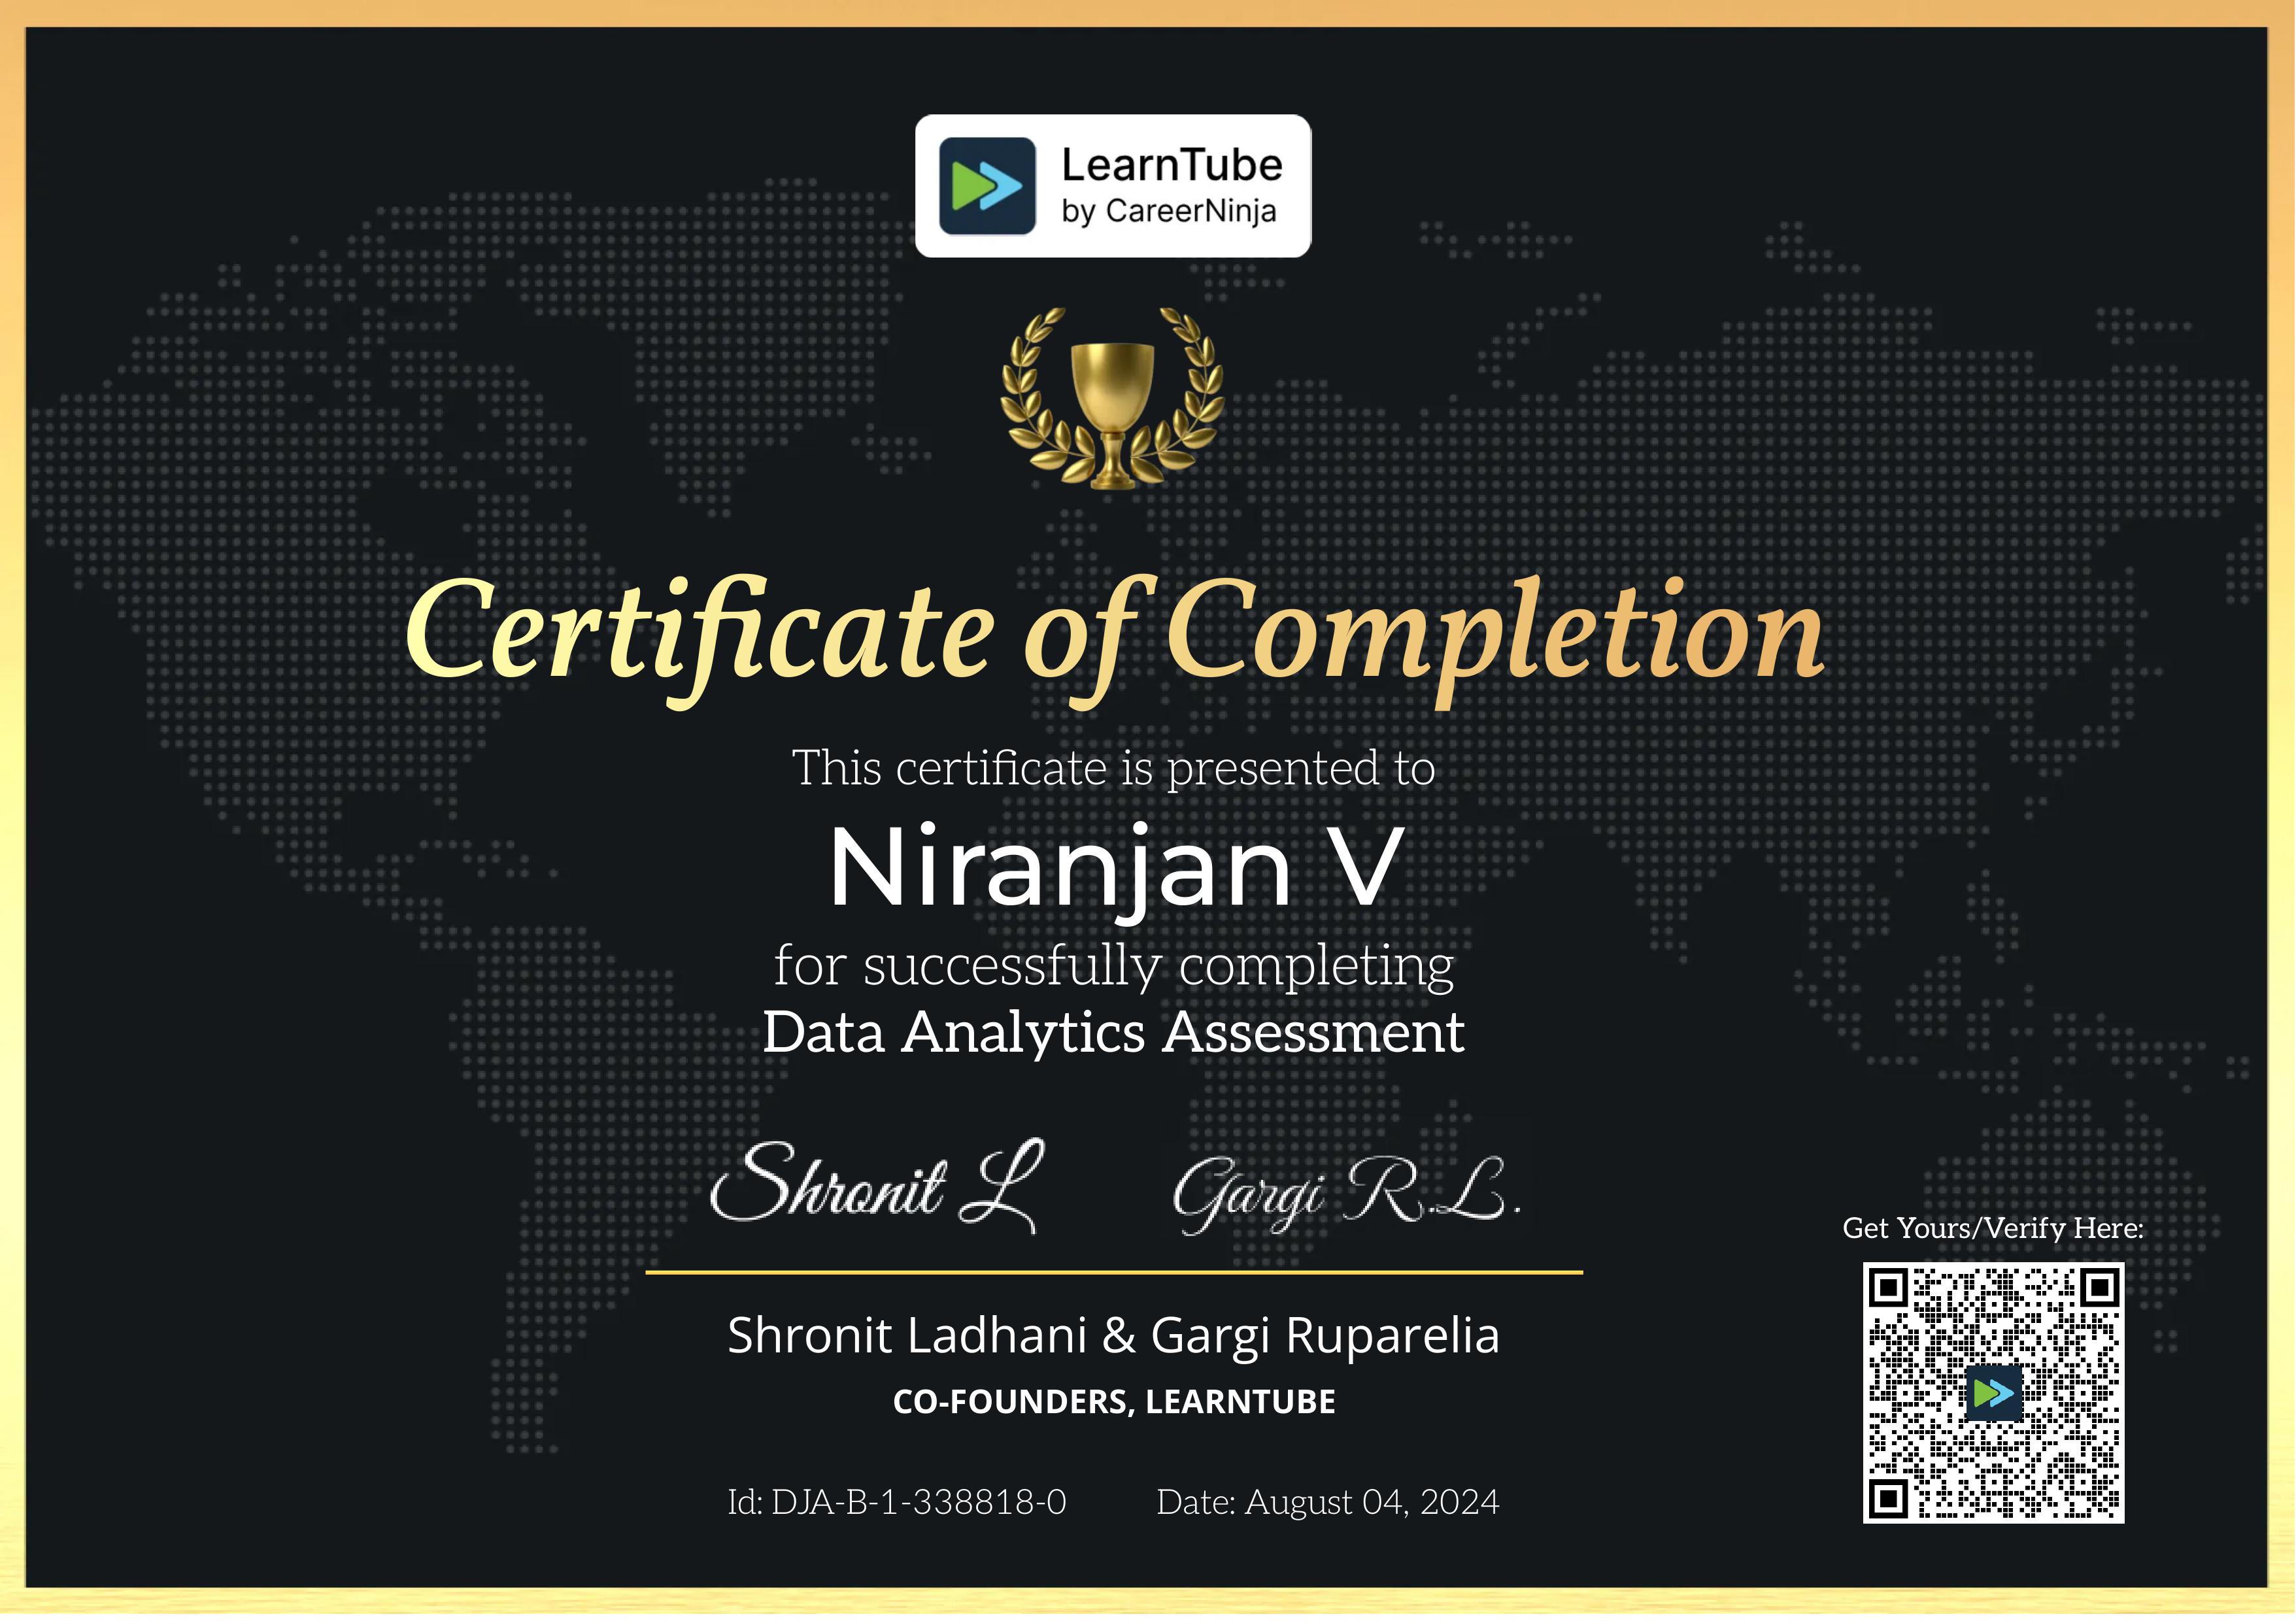 LearnTube
by CareerNinja
Certificate of Completion
This certificate is presented to
Niranjan V
for successfully completing
Data Analytics Assessment
Shronit L
Gargi R.L.
Get Yours/Verify Here:
Shronit Ladhani & Gargi Ruparelia
CO-FOUNDERS, LEARNTUBE
Id: DJA-B-1-338818-0
Date: August 04, 2024